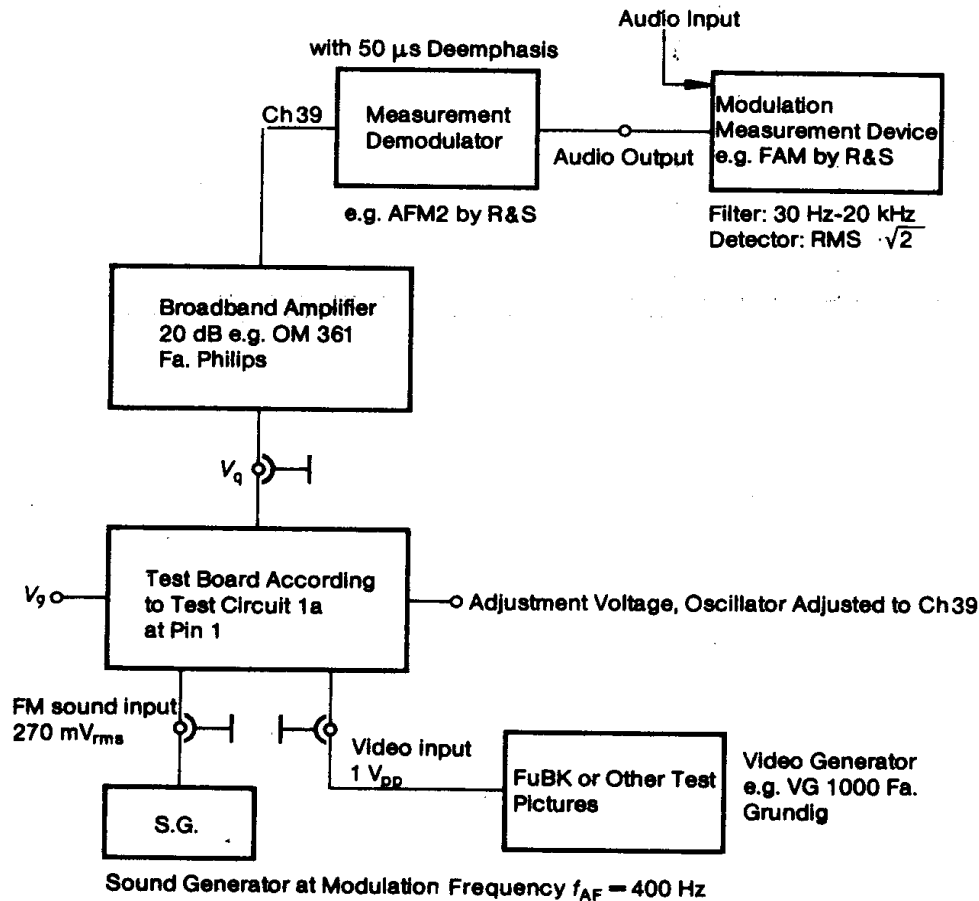 Audio Input
with 50 μs Deemphasis
Ch39
Measurement
Demodulator
Audio Output
Modulation
Measurement Device
e.g. FAM by R&S
e.g. AFM2 by R&S
Filter: 30 Hz-20 kHz
Detector: RMS ·√2
Broadband Amplifier
20 dB e.g. OM 361
Fa. Philips
Vq
Test Board According
to Test Circuit 1a
at Pin 1
V9
Adjustment Voltage, Oscillator Adjusted to Ch39
FM sound input
270 mVrms
Video input
1 Vpp
S.G.
FuBK or Other Test
Pictures
Video Generator
e.g. VG 1000 Fa.
Grundig
Sound Generator at Modulation Frequency fAF = 400 Hz